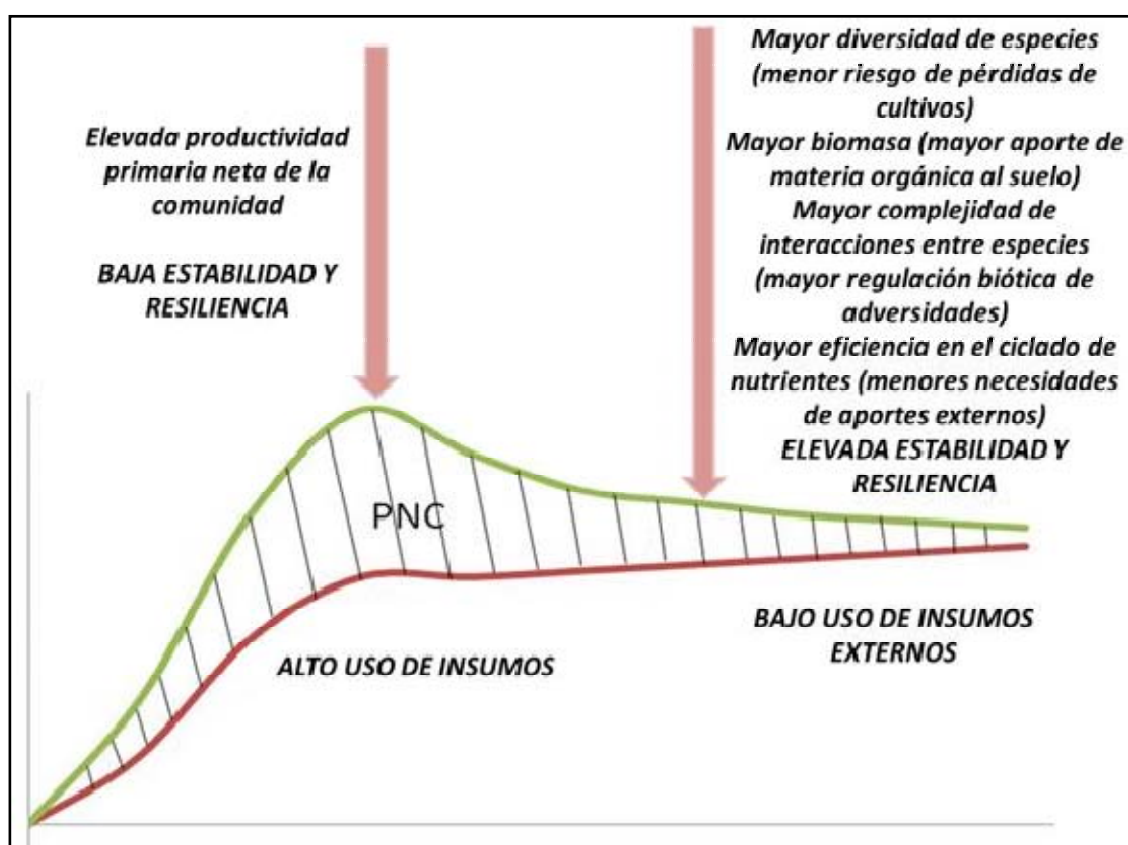 Elevada productividad
primaria neta de la
comunidad
BAJA ESTABILIDAD Y
RESILIENCIA
Mayor diversidad de especies
(menor riesgo de pérdidas de
cultivos)
Mayor biomasa (mayor aporte de
materia orgánica al suelo)
Mayor complejidad de
interacciones entre especies
(mayor regulación biótica de
adversidades)
Mayor eficiencia en el ciclado de
nutrientes (menores necesidades
de aportes externos)
ELEVADA ESTABILIDAD Y
RESILIENCIA
PNC
ALTO USO DE INSUMOS
BAJO USO DE INSUMOS
EXTERNOS